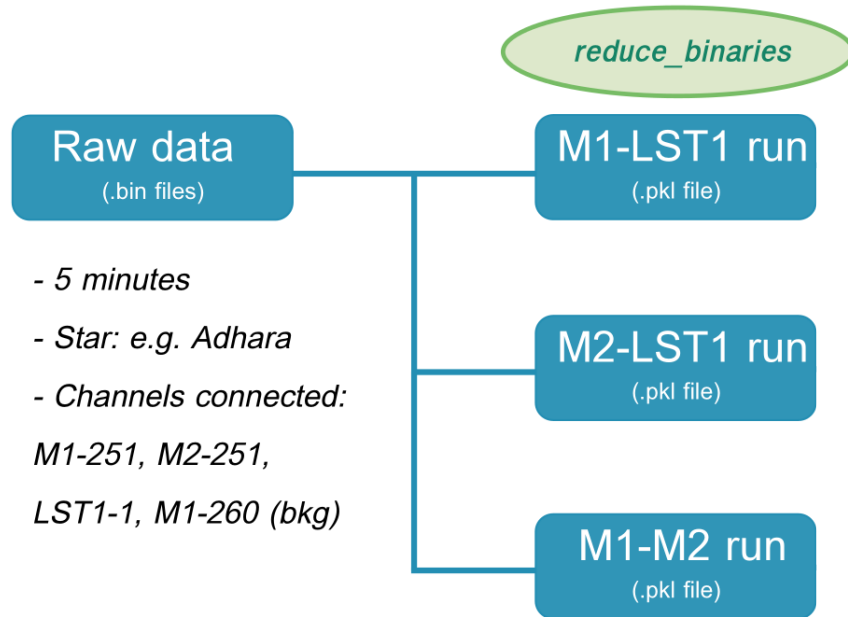 reduce_binaries
Raw data
(.bin files)
- 5 minutes
- Star: e.g. Adhara
- Channels connected:
M1-251, M2-251,
LST1-1, M1-260 (bkg)
M1-LST1 run
(.pkl file)
M2-LST1 run
(.pkl file)
M1-M2 run
(.pkl file)